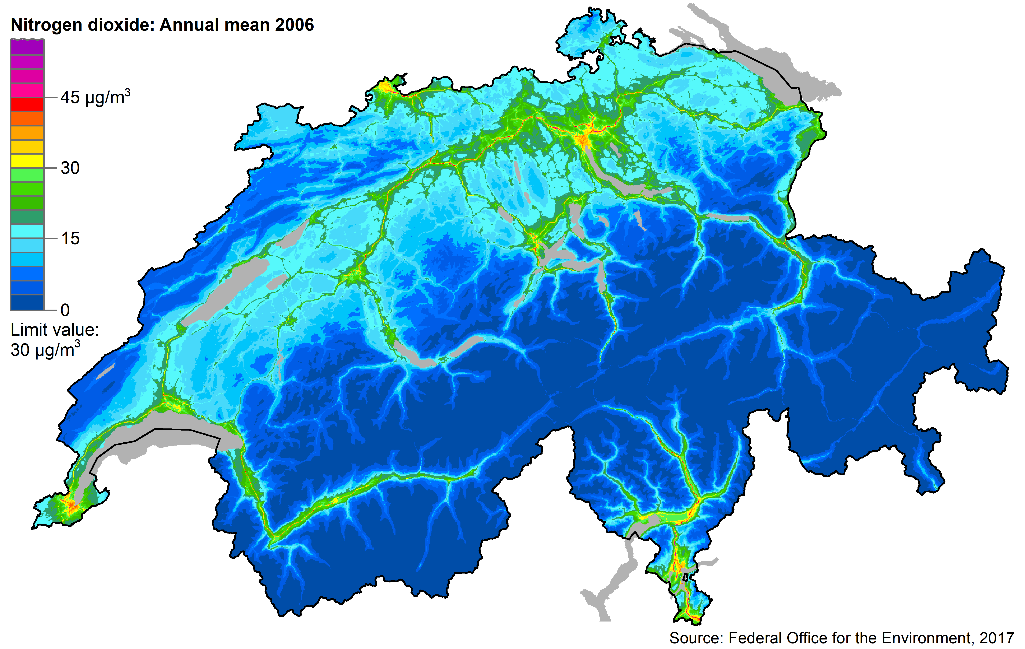 Nitrogen dioxide: Annual mean 2006
45 µg/m³
30
15
0
Limit value:
30 µg/m³
Source: Federal Office for the Environment, 2017